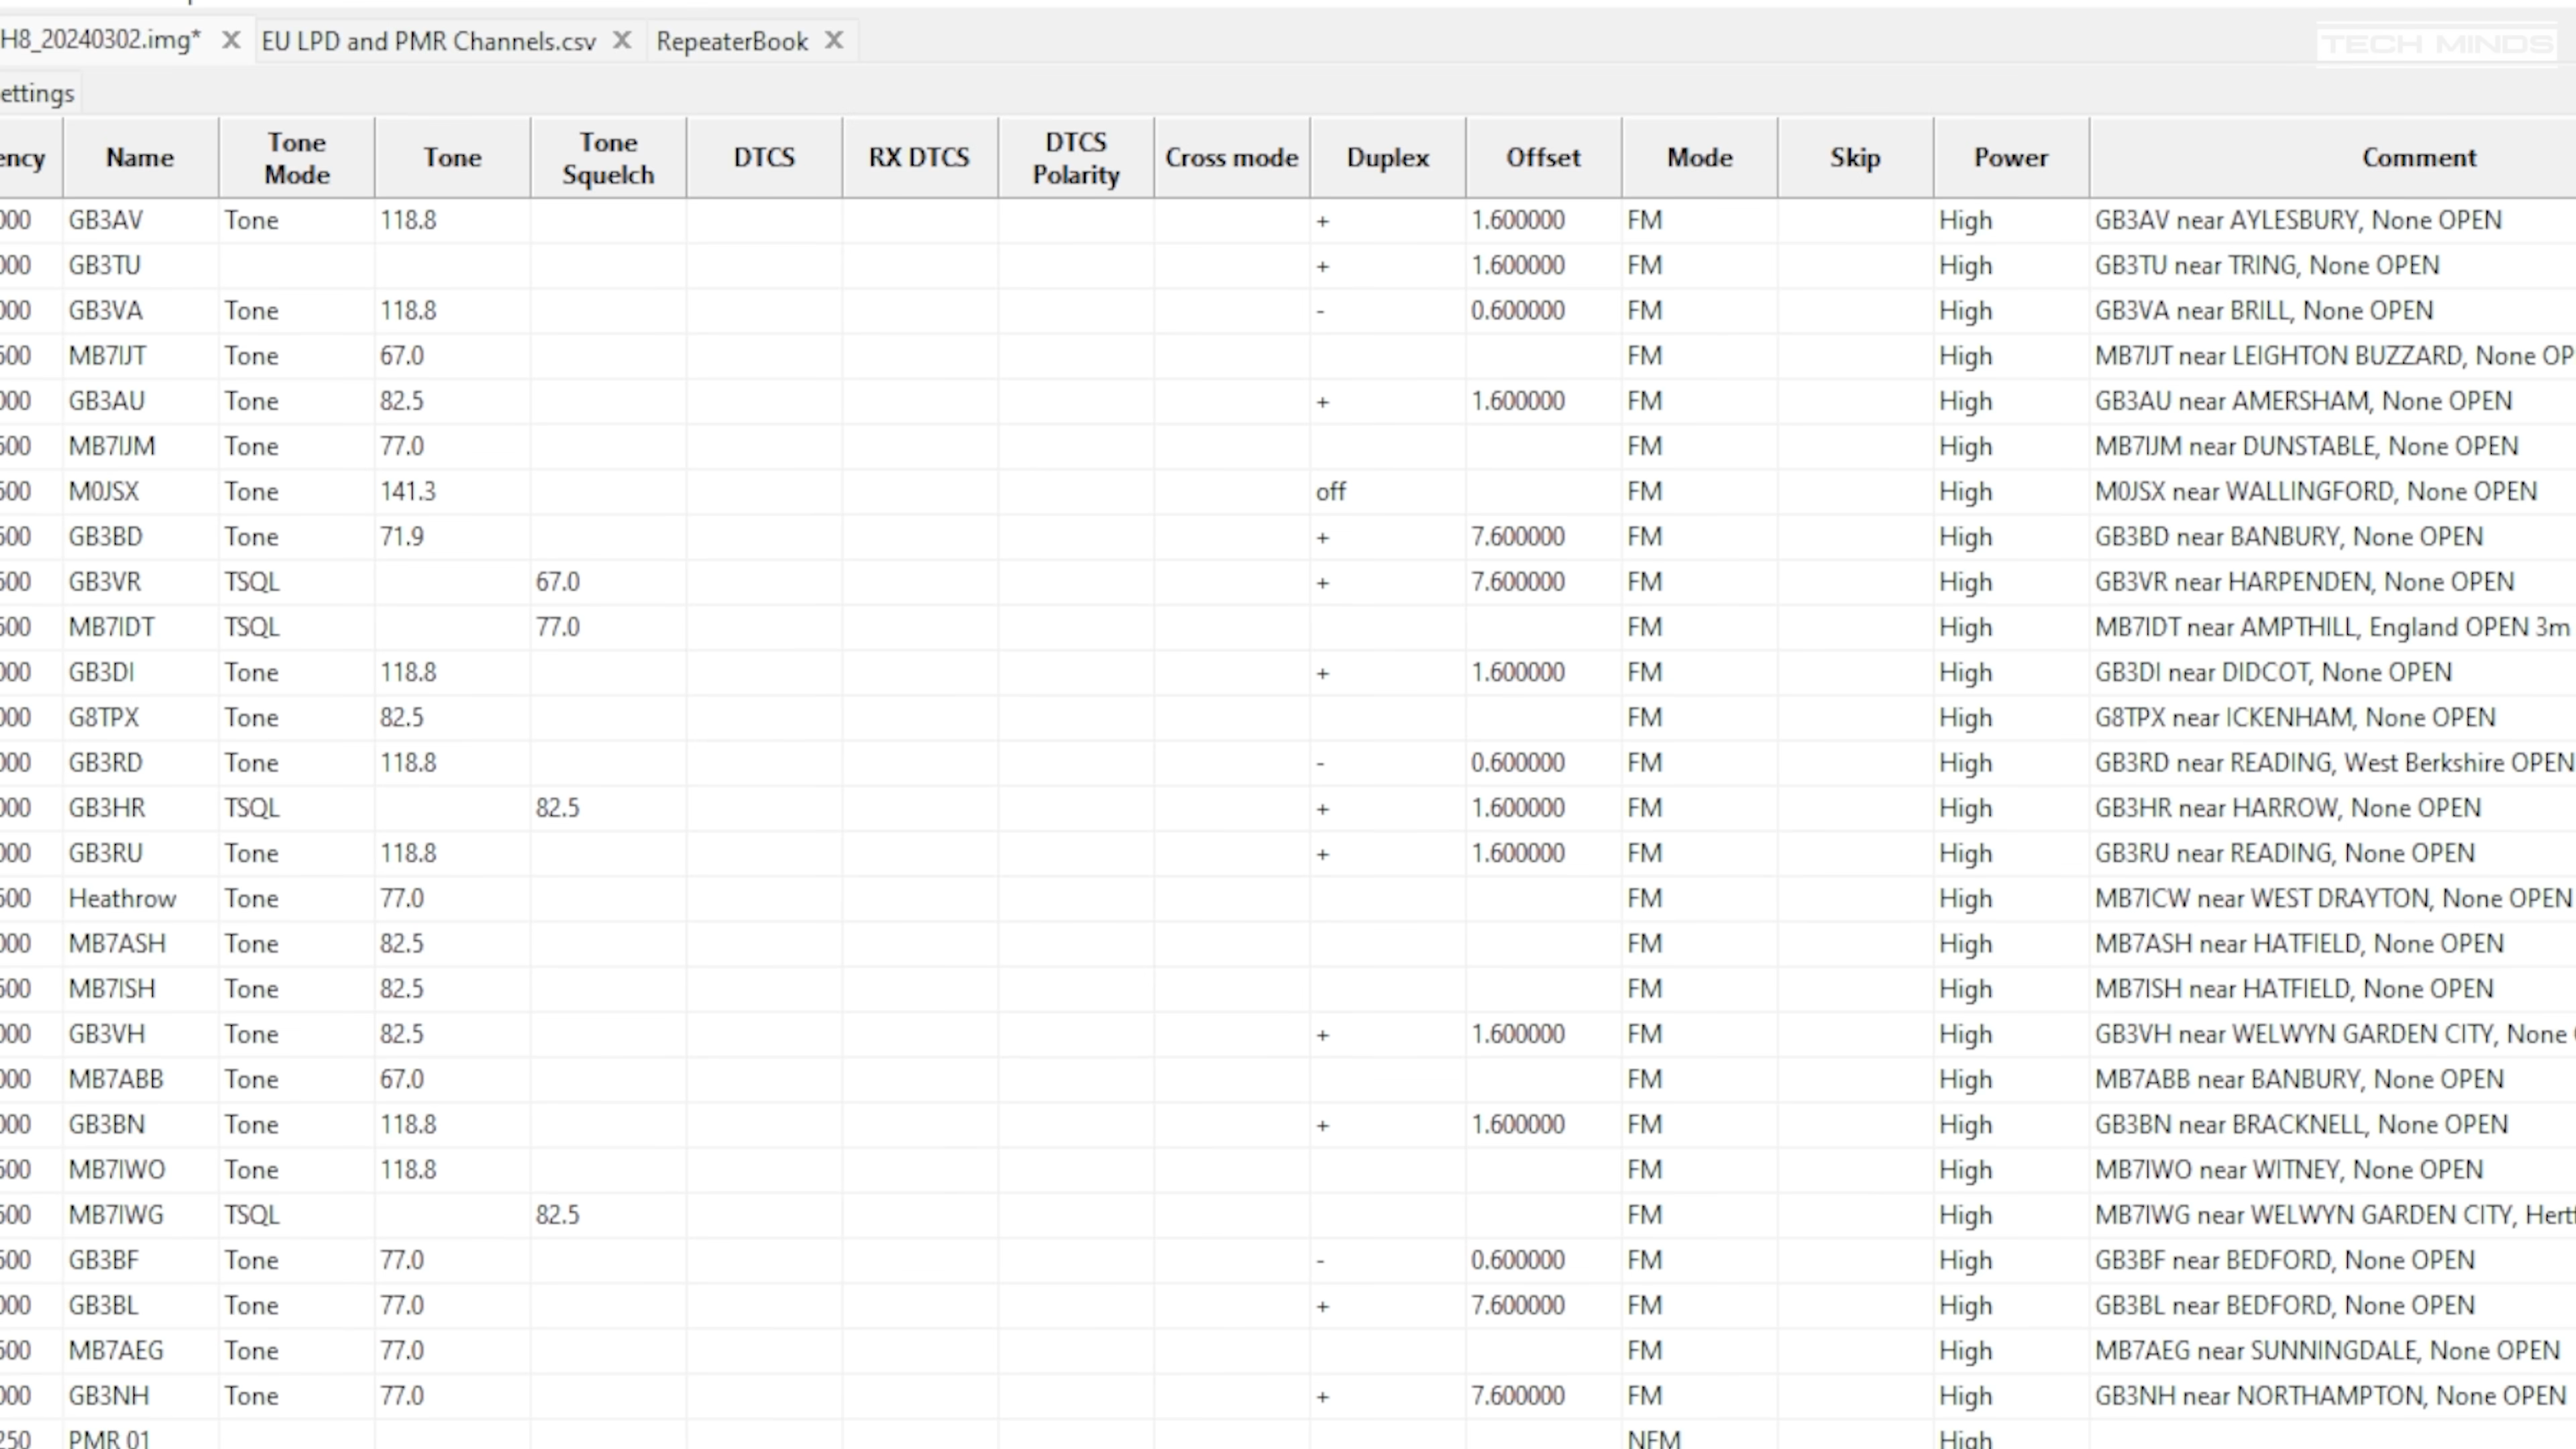 H8_20240302.img* X EU LPD and PMR Channels.csv X RepeaterBook X TECH MINDS
ettings
ency Name Tone Mode Tone Tone Squelch DTCS RX DTCS DTCS Polarity Cross mode Duplex Offset Mode Skip Power Comment
000 GB3AV Tone 118.8 + 1.600000 FM High GB3AV near AYLESBURY, None OPEN
000 GB3TU + 1.600000 FM High GB3TU near TRING, None OPEN
000 GB3VA Tone 118.8 - 0.600000 FM High GB3VA near BRILL, None OPEN
500 MB7IJT Tone 67.0 FM High MB7IJT near LEIGHTON BUZZARD, None OP
000 GB3AU Tone 82.5 + 1.600000 FM High GB3AU near AMERSHAM, None OPEN
500 MB7IJM Tone 77.0 FM High MB7IJM near DUNSTABLE, None OPEN
500 M0JSX Tone 141.3 off FM High M0JSX near WALLINGFORD, None OPEN
500 GB3BD Tone 71.9 + 7.600000 FM High GB3BD near BANBURY, None OPEN
500 GB3VR TSQL 67.0 + 7.600000 FM High GB3VR near HARPENDEN, None OPEN
500 MB7IDT TSQL 77.0 FM High MB7IDT near AMPTHILL, England OPEN 3m
000 GB3DI Tone 118.8 + 1.600000 FM High GB3DI near DIDCOT, None OPEN
000 G8TPX Tone 82.5 FM High G8TPX near ICKENHAM, None OPEN
000 GB3RD Tone 118.8 - 0.600000 FM High GB3RD near READING, West Berkshire OPEN
000 GB3HR TSQL 82.5 + 1.600000 FM High GB3HR near HARROW, None OPEN
000 GB3RU Tone 118.8 + 1.600000 FM High GB3RU near READING, None OPEN
500 Heathrow Tone 77.0 FM High MB7ICW near WEST DRAYTON, None OPEN
000 MB7ASH Tone 82.5 FM High MB7ASH near HATFIELD, None OPEN
500 MB7ISH Tone 82.5 FM High MB7ISH near HATFIELD, None OPEN
000 GB3VH Tone 82.5 + 1.600000 FM High GB3VH near WELWYN GARDEN CITY, None
000 MB7ABB Tone 67.0 FM High MB7ABB near BANBURY, None OPEN
000 GB3BN Tone 118.8 + 1.600000 FM High GB3BN near BRACKNELL, None OPEN
500 MB7IWO Tone 118.8 FM High MB7IWO near WITNEY, None OPEN
500 MB7IWG TSQL 82.5 FM High MB7IWG near WELWYN GARDEN CITY, Hertf
500 GB3BF Tone 77.0 - 0.600000 FM High GB3BF near BEDFORD, None OPEN
000 GB3BL Tone 77.0 + 7.600000 FM High GB3BL near BEDFORD, None OPEN
500 MB7AEG Tone 77.0 FM High MB7AEG near SUNNINGDALE, None OPEN
000 GB3NH Tone 77.0 + 7.600000 FM High GB3NH near NORTHAMPTON, None OPEN
250 PMR 01 NFM High